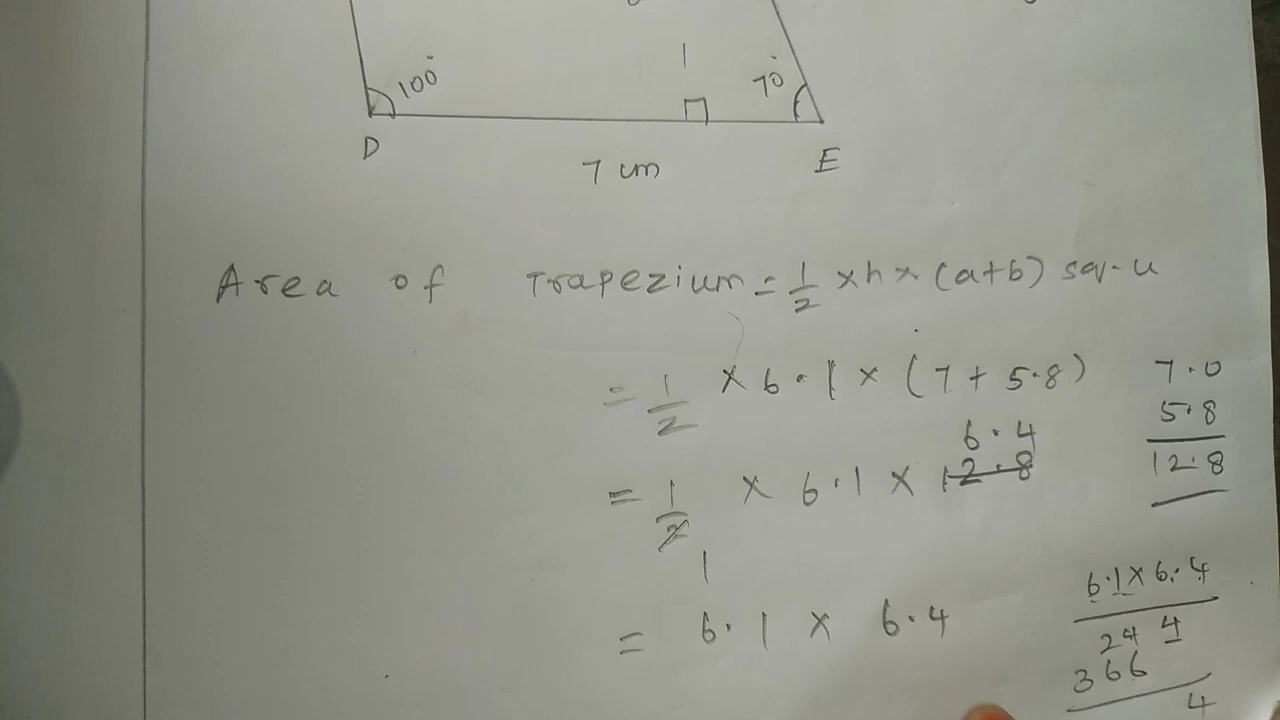 100°
70°
D
E
7 cm
Area of Trapezium = 1/2 × h × (a+b) sq.u
= 1/2 × 6.1 × (7 + 5.8)
7.0
5.8
12.8
6.4
= 1/2 × 6.1 × 12.8
1
= 6.1 × 6.4
6.1 × 6.4
24 4
366
4